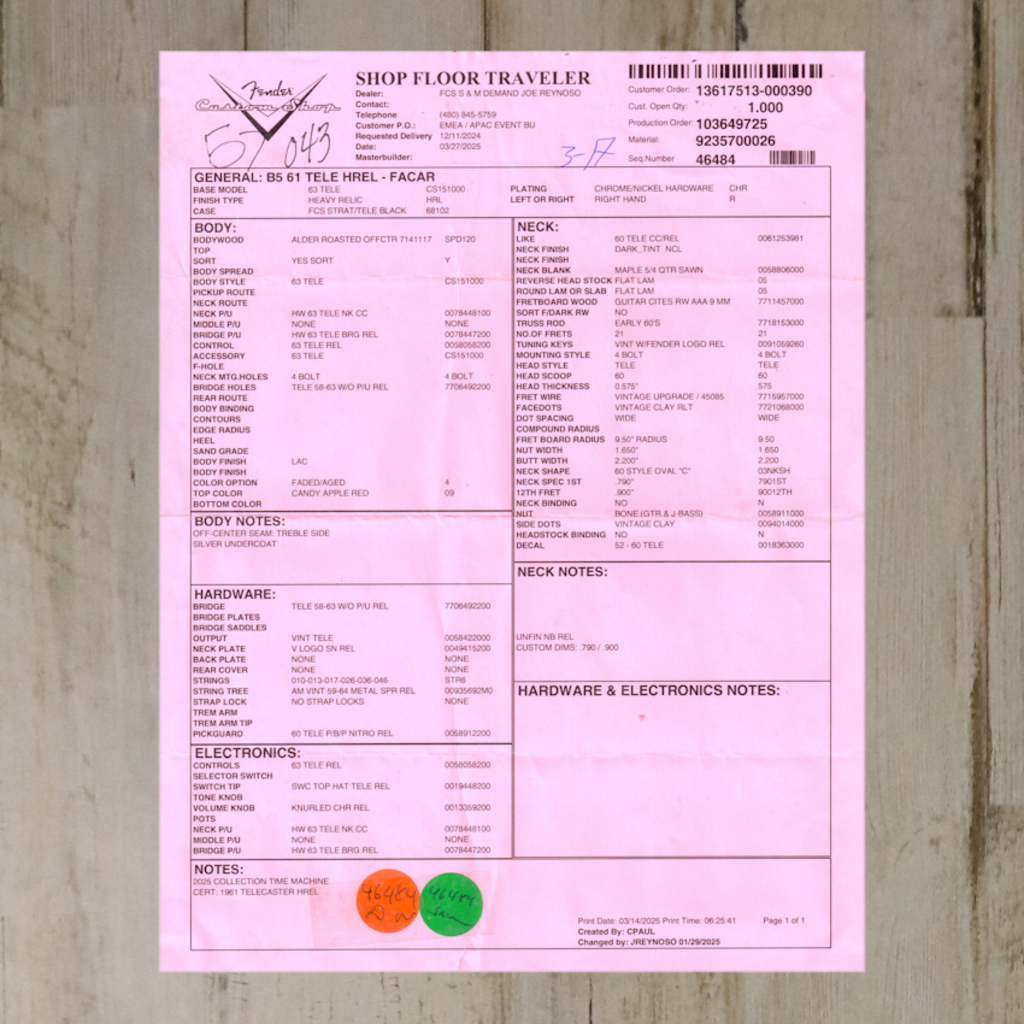 Fender
Custom Shop
57 043
SHOP FLOOR TRAVELER
Dealer: FCS S & M DEMAND JOE REYNOSO
Contact:
Telephone (480) 845-5759
Customer P.O.: EMEA / APAC EVENT BU
Requested Delivery 12/11/2024
Date: 03/27/2025
Masterbuilder:
3-17
Customer Order: 13617513-000390
Cust. Open Qty: 1.000
Production Order: 103649725
Material: 9235700026
Seq.Number 46484
GENERAL: B5 61 TELE HREL - FACAR
BASE MODEL 63 TELE CS151000 PLATING CHROME/NICKEL HARDWARE CHR
FINISH TYPE HEAVY RELIC HRL LEFT OR RIGHT RIGHT HAND R
CASE FCS STRAT/TELE BLACK 68102
BODY:
BODYWOOD ALDER ROASTED OFFCTR 7141117 SPD120
TOP
SORT YES SORT Y
BODY SPREAD
BODY STYLE 63 TELE CS151000
PICKUP ROUTE
NECK ROUTE
NECK P/U HW 63 TELE NK CC 0078448100
MIDDLE P/U NONE NONE
BRIDGE P/U HW 63 TELE BRG REL 0078447200
CONTROL 63 TELE REL 0058058200
ACCESSORY 63 TELE CS151000
F-HOLE
NECK MTG.HOLES 4 BOLT 4 BOLT
BRIDGE HOLES TELE 58-63 W/O P/U REL 7706492200
REAR ROUTE
BODY BINDING
CONTOURS
EDGE RADIUS
HEEL
SAND GRADE
BODY FINISH LAC
BODY FINISH
COLOR OPTION FADED/AGED 4
TOP COLOR CANDY APPLE RED 09
BOTTOM COLOR
BODY NOTES:
OFF-CENTER SEAM: TREBLE SIDE
SILVER UNDERCOAT
HARDWARE:
BRIDGE TELE 58-63 W/O P/U REL 7706492200
BRIDGE PLATES
BRIDGE SADDLES
OUTPUT VINT TELE 0058422000
NECK PLATE V LOGO SN REL 0049415200
BACK PLATE NONE NONE
REAR COVER NONE NONE
STRINGS 010-013-017-026-036-046 STR6
STRING TREE AM VINT 59-64 METAL SPR REL 00935692M0
STRAP LOCK NO STRAP LOCKS NONE
TREM ARM
TREM ARM TIP
PICKGUARD 60 TELE P/B/P NITRO REL 0058912200
ELECTRONICS:
CONTROLS 63 TELE REL 0058058200
SELECTOR SWITCH
SWITCH TIP SWC TOP HAT TELE REL 0019448200
TONE KNOB
VOLUME KNOB KNURLED CHR REL 0013359200
POTS
NECK P/U HW 63 TELE NK CC 0078448100
MIDDLE P/U NONE NONE
BRIDGE P/U HW 63 TELE BRG REL 0078447200
NECK:
LIKE 60 TELE CC/REL 0061253981
NECK FINISH DARK_TINT NCL
NECK FINISH
NECK BLANK MAPLE 5/4 QTR SAWN 0058806000
REVERSE HEAD STOCK FLAT LAM 05
ROUND LAM OR SLAB FLAT LAM 05
FRETBOARD WOOD GUITAR CITES RW AAA 9 MM 7711457000
SORT F/DARK RW NO
TRUSS ROD EARLY 60'S 7718153000
NO.OF FRETS 21 21
TUNING KEYS VINT W/FENDER LOGO REL 0091059260
MOUNTING STYLE 4 BOLT 4 BOLT
HEAD STYLE TELE TELE
HEAD SCOOP 60 60
HEAD THICKNESS 0.575" 575
FRET WIRE VINTAGE UPGRADE / 45085 7715957000
FACEDOTS VINTAGE CLAY RLT 7721068000
DOT SPACING WIDE WIDE
COMPOUND RADIUS
FRET BOARD RADIUS 9.50" RADIUS 9.50
NUT WIDTH 1.650" 1.650
BUTT WIDTH 2.200" 2.200
NECK SHAPE 60 STYLE OVAL "C" 03NKSH
NECK SPEC 1ST .790" 7901ST
12TH FRET .900" 90012TH
NECK BINDING NO N
NUT BONE (GTR & J-BASS) 0058911000
SIDE DOTS VINTAGE CLAY 0094014000
HEADSTOCK BINDING NO N
DECAL 52 - 60 TELE 0018363000
NECK NOTES:
UNFIN NB REL
CUSTOM DIMS: .790 / .900
HARDWARE & ELECTRONICS NOTES:
NOTES:
2025 COLLECTION TIME MACHINE
CERT: 1961 TELECASTER HREL
46484
46484
Print Date: 03/14/2025 Print Time: 06:25:41 Page 1 of 1
Created By: CPAUL
Changed by: JREYNOSO 01/29/2025